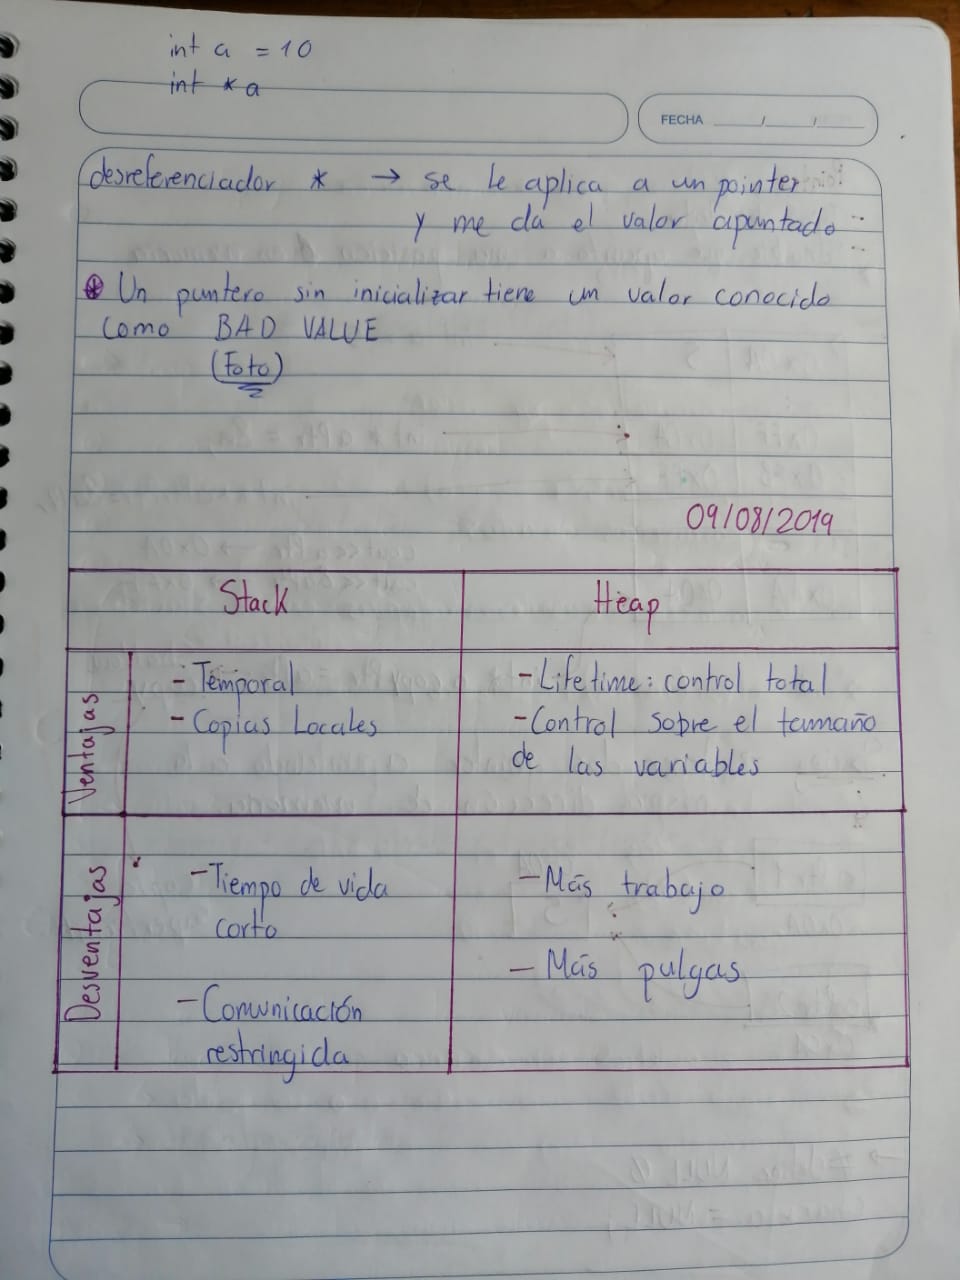 int a = 10
int * a
FECHA ___/___/___
desreferenciador * → se le aplica a un pointer
y me da el valor apuntado
* Un puntero sin inicializar tiene un valor conocido
como BAD VALUE
(Foto)
09/08/2019
Stack Heap
Ventajas
- Temporal
- Copias Locales
- Lifetime: control total
- Control sobre el tamaño
de las variables
Desventajas
- Tiempo de vida
corto
- Comunicación
restringida
- Más trabajo
- Más pulgas